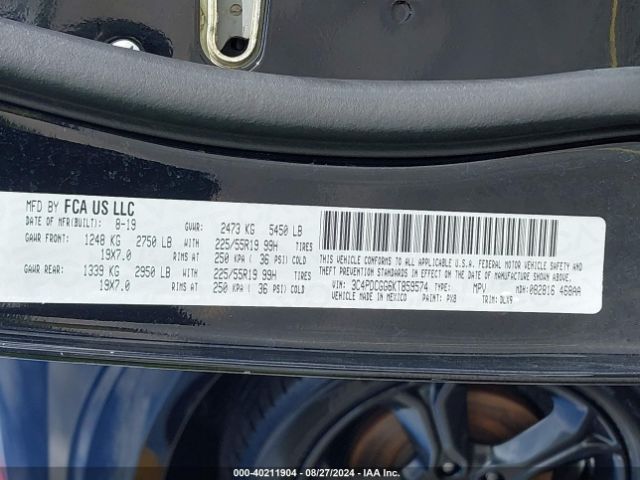 MFD BY FCA US LLC
DATE OF MFR(BUILT): 8-19 GVWR: 2473 KG 5450 LB
GAWR FRONT: 1248 KG 2750 LB WITH 225/55R19 99H TIRES
19X7.0 RIMS AT 250 KPA ( 36 PSI) COLD
GAWR REAR: 1339 KG 2950 LB WITH 225/55R19 99H TIRES
19X7.0 RIMS AT 250 KPA ( 36 PSI) COLD
THIS VEHICLE CONFORMS TO ALL APPLICABLE U.S.A. FEDERAL MOTOR VEHICLE SAFETY, BUMPER, AND
THEFT PREVENTION STANDARDS IN EFFECT ON THE DATE OF MANUFACTURE SHOWN ABOVE.
VIN: 3C4PDCGG6KT859574 TYPE: MPV MDH: 082816 468AA
VEHICLE MADE IN MEXICO PAINT: PX8 TRIM: DLX9
000-40211904 - 08/27/2024 - IAA Inc.